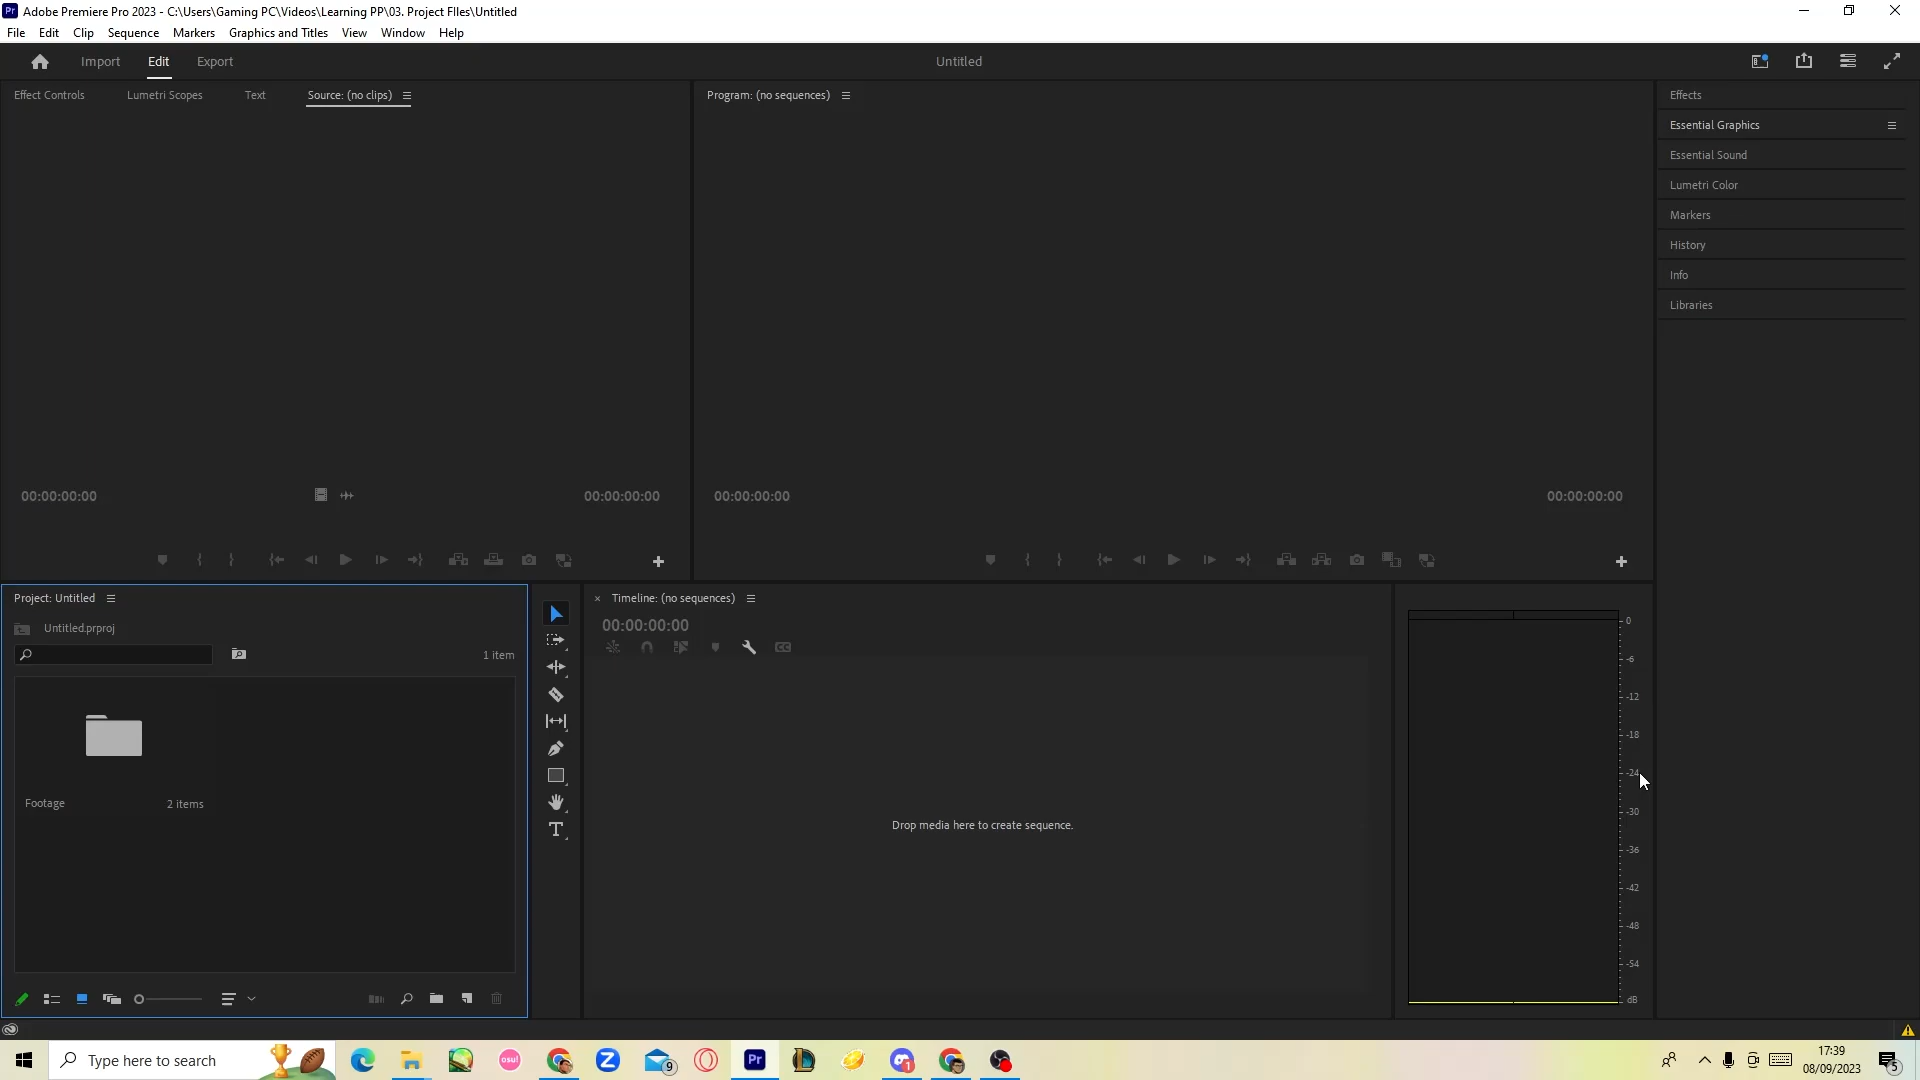 Adobe Premiere Pro 2023 - C:\Users\Gaming PC\Videos\Learning PP\03. Project FIles\Untitled
File Edit Clip Sequence Markers Graphics and Titles View Window Help
Import Edit Export Untitled
Effect Controls Lumetri Scopes Text Source: (no clips) Program: (no sequences) Effects
Essential Graphics
Essential Sound
Lumetri Color
Markers
History
Info
Libraries
00:00:00:00 00:00:00:00 00:00:00:00 00:00:00:00
Project: Untitled
Untitled.prproj
1 item
Footage 2 items
Timeline: (no sequences)
00:00:00:00
Drop media here to create sequence.
0
-6
-12
-18
-24
-30
-36
-42
-48
-54
dB
Type here to search
osu!
9
Pr
1
17:39
08/09/2023
5